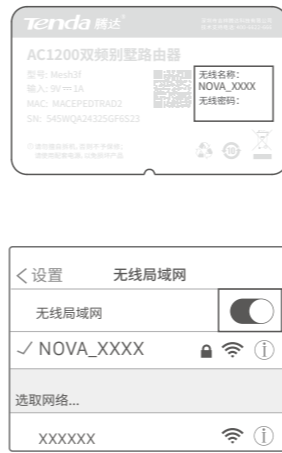 Tenda 腾达
AC1200双频别墅路由器
型号: Mesh3f
输入: 9V⎓1A
MAC: MACEPEDTRAD2
SN: S4SWQA2432SGF6S23
无线名称:
NOVA_XXXX
无线密码:
设置
无线局域网
无线局域网
NOVA_XXXX
选取网络...
XXXXXX